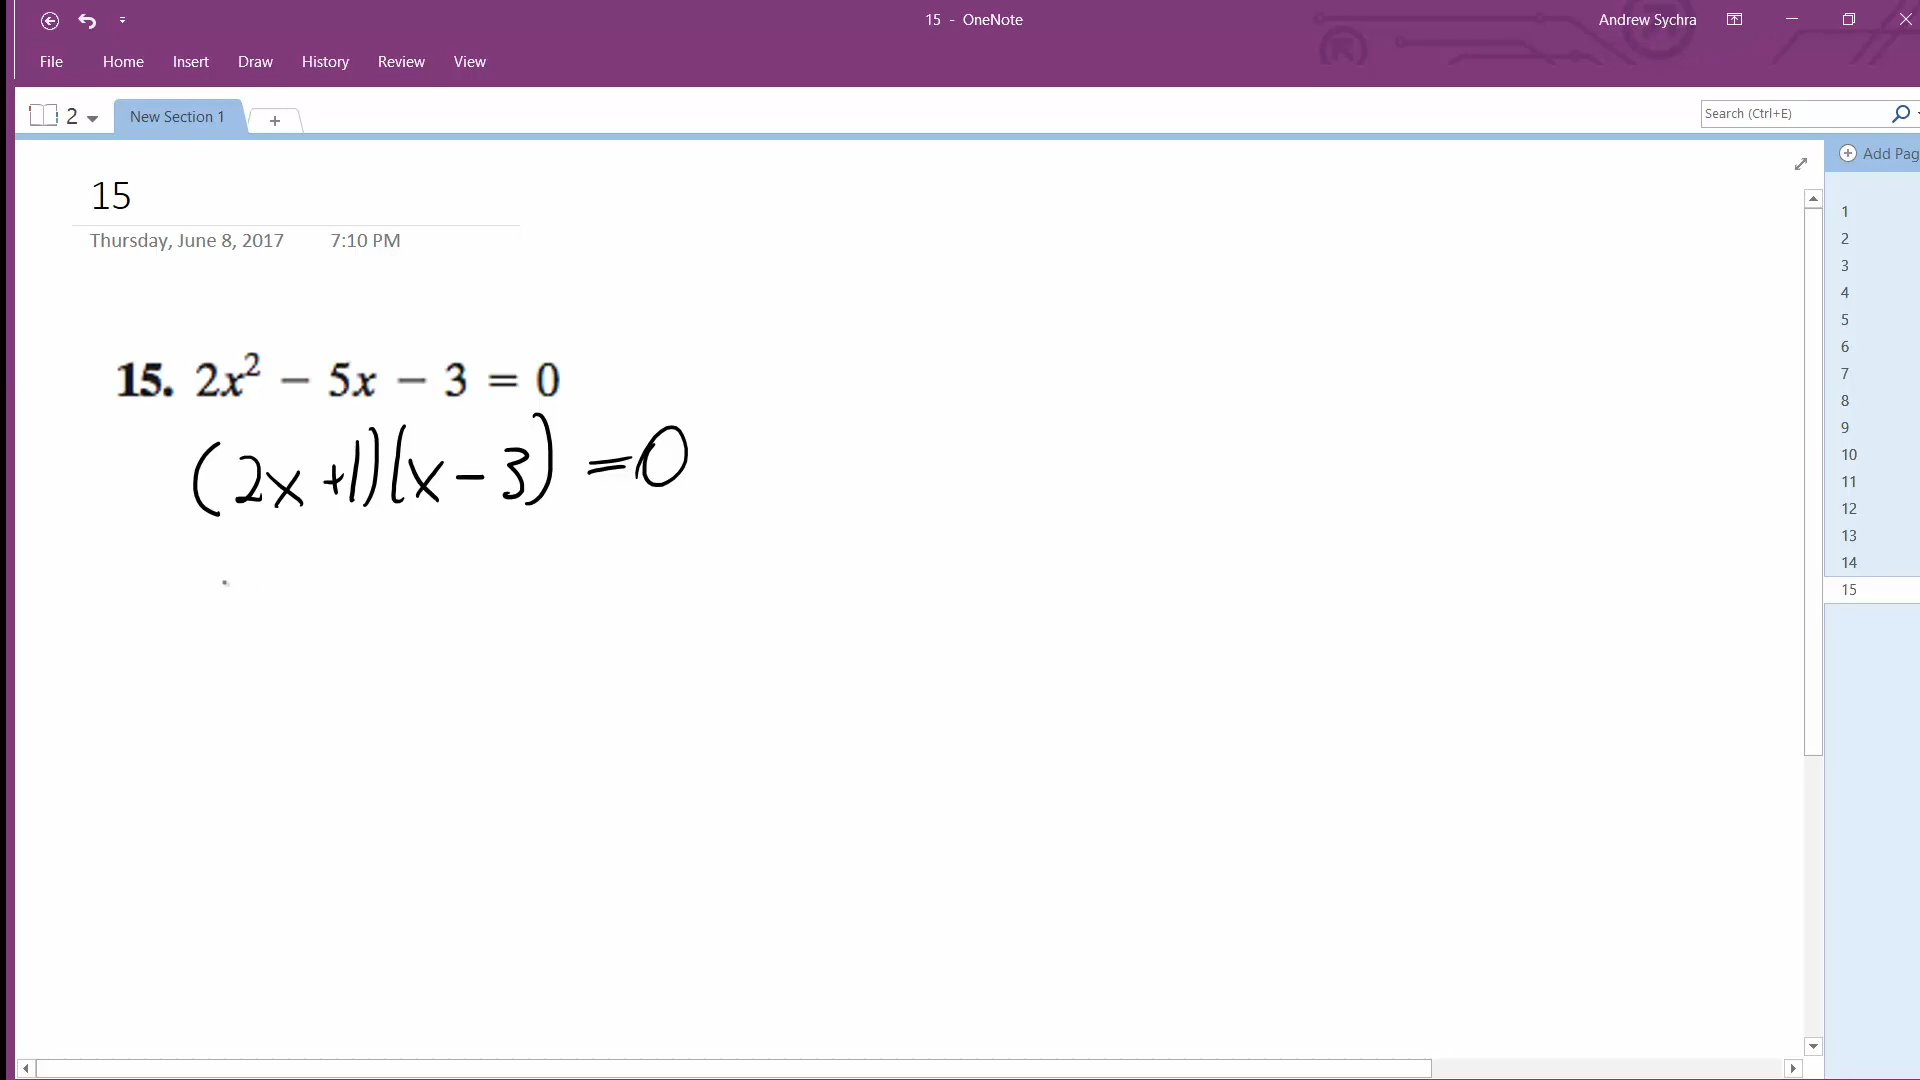 15 - OneNote
Andrew Sychra
File Home Insert Draw History Review View
2 New Section 1 +
Search (Ctrl+E)
Add Pag
15
Thursday, June 8, 2017 7:10 PM
15. 2x² − 5x − 3 = 0
(2x +1)(x − 3) = 0
1
2
3
4
5
6
7
8
9
10
11
12
13
14
15